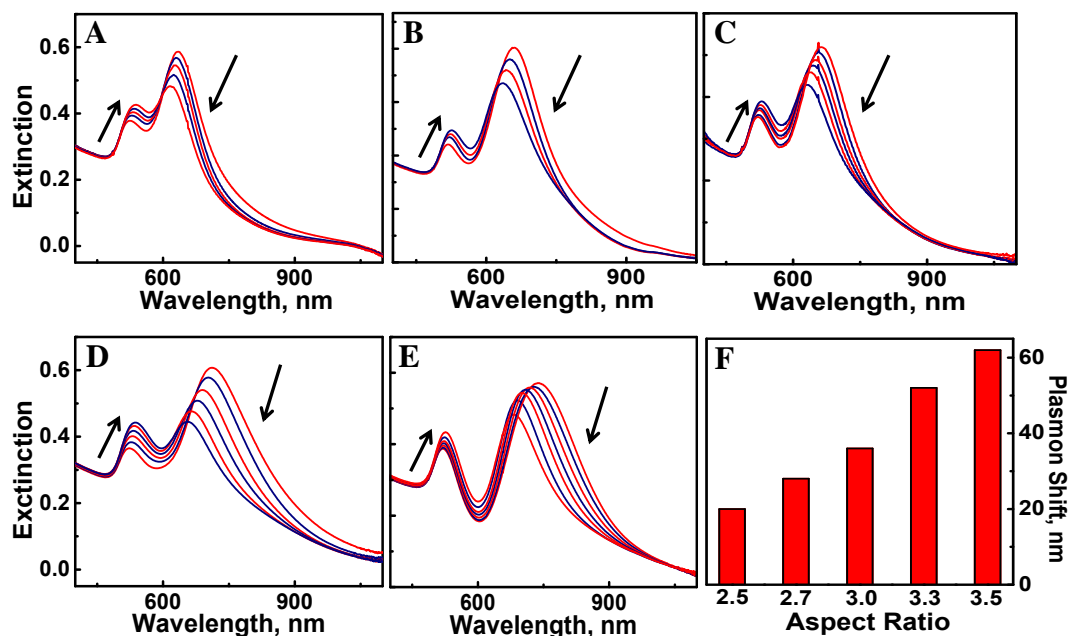 A
B
C
Extinction
0.6
0.4
0.2
0.0
600 900
600 900
600 900
Wavelength, nm
Wavelength, nm
Wavelength, nm
D
E
F
Exctinction
0.6
0.4
0.2
0.0
600 900
600 900
Wavelength, nm
Wavelength, nm
60
40
20
0
Plasmon Shift, nm
2.5 2.7 3.0 3.3 3.5
Aspect Ratio